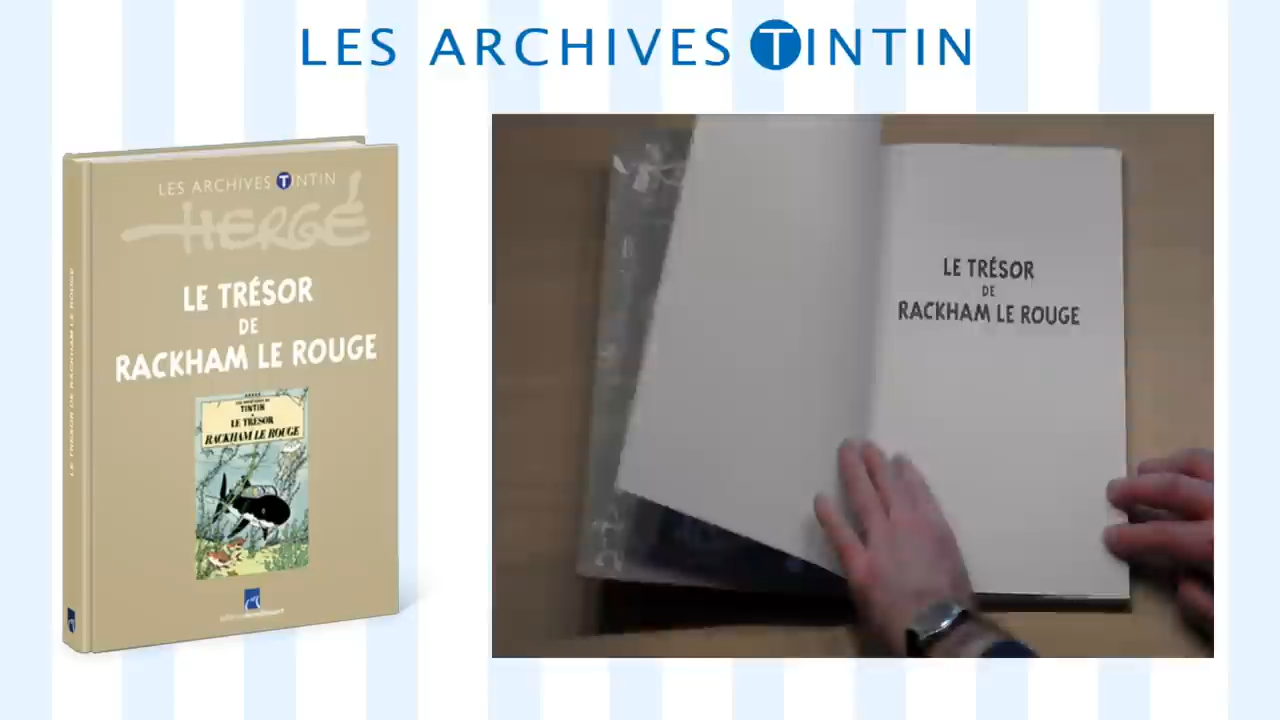 LES ARCHIVES TINTIN
LES ARCHIVES TINTIN
HERGÉ
LE TRÉSOR
DE
RACKHAM LE ROUGE
LE TRÉSOR DE RACKHAM LE ROUGE
TINTIN
LE TRÉSOR
RACKHAM LE ROUGE
LE TRÉSOR
DE
RACKHAM LE ROUGE